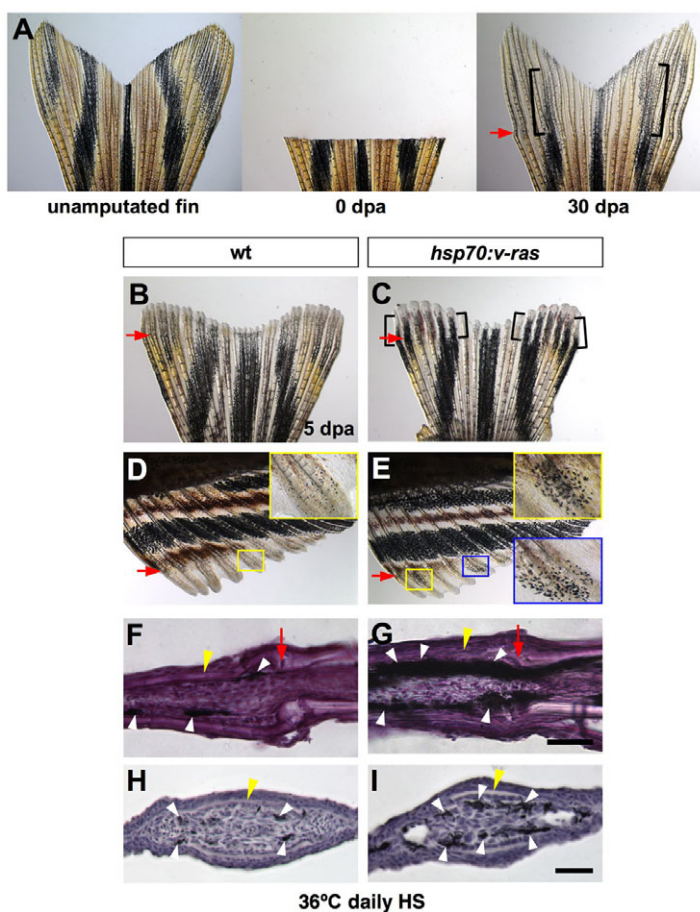 A
unamputated fin
0 dpa
30 dpa
wt
hsp70:v-ras
B
C
5 dpa
D
E
F
G
H
I
36ºC daily HS